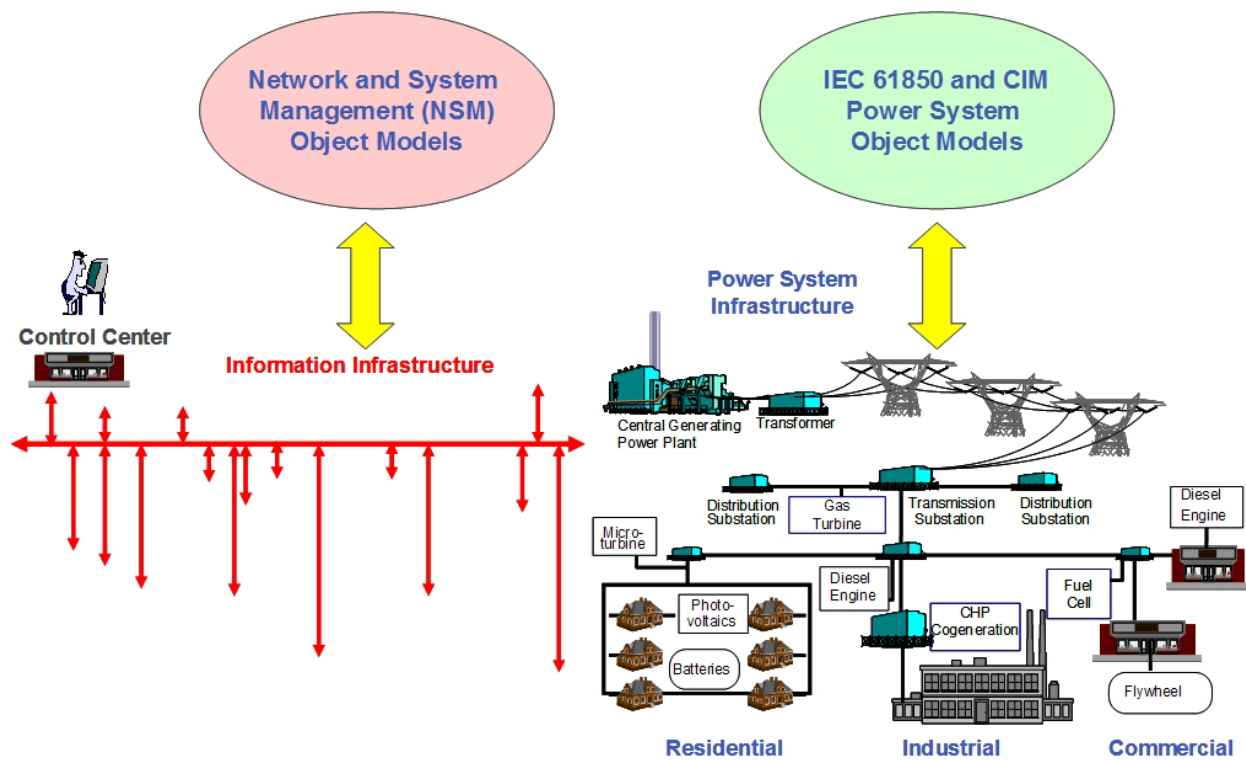 Network and System
Management (NSM)
Object Models
IEC 61850 and CIM
Power System
Object Models
Control Center
Information Infrastructure
Power System
Infrastructure
Central Generating
Power Plant
Transformer
Distribution
Substation
Gas
Turbine
Transmission
Substation
Distribution
Substation
Diesel
Engine
Micro-
turbine
Diesel
Engine
Fuel
Cell
Photo-
voltaics
Batteries
CHP
Cogeneration
Flywheel
Residential
Industrial
Commercial